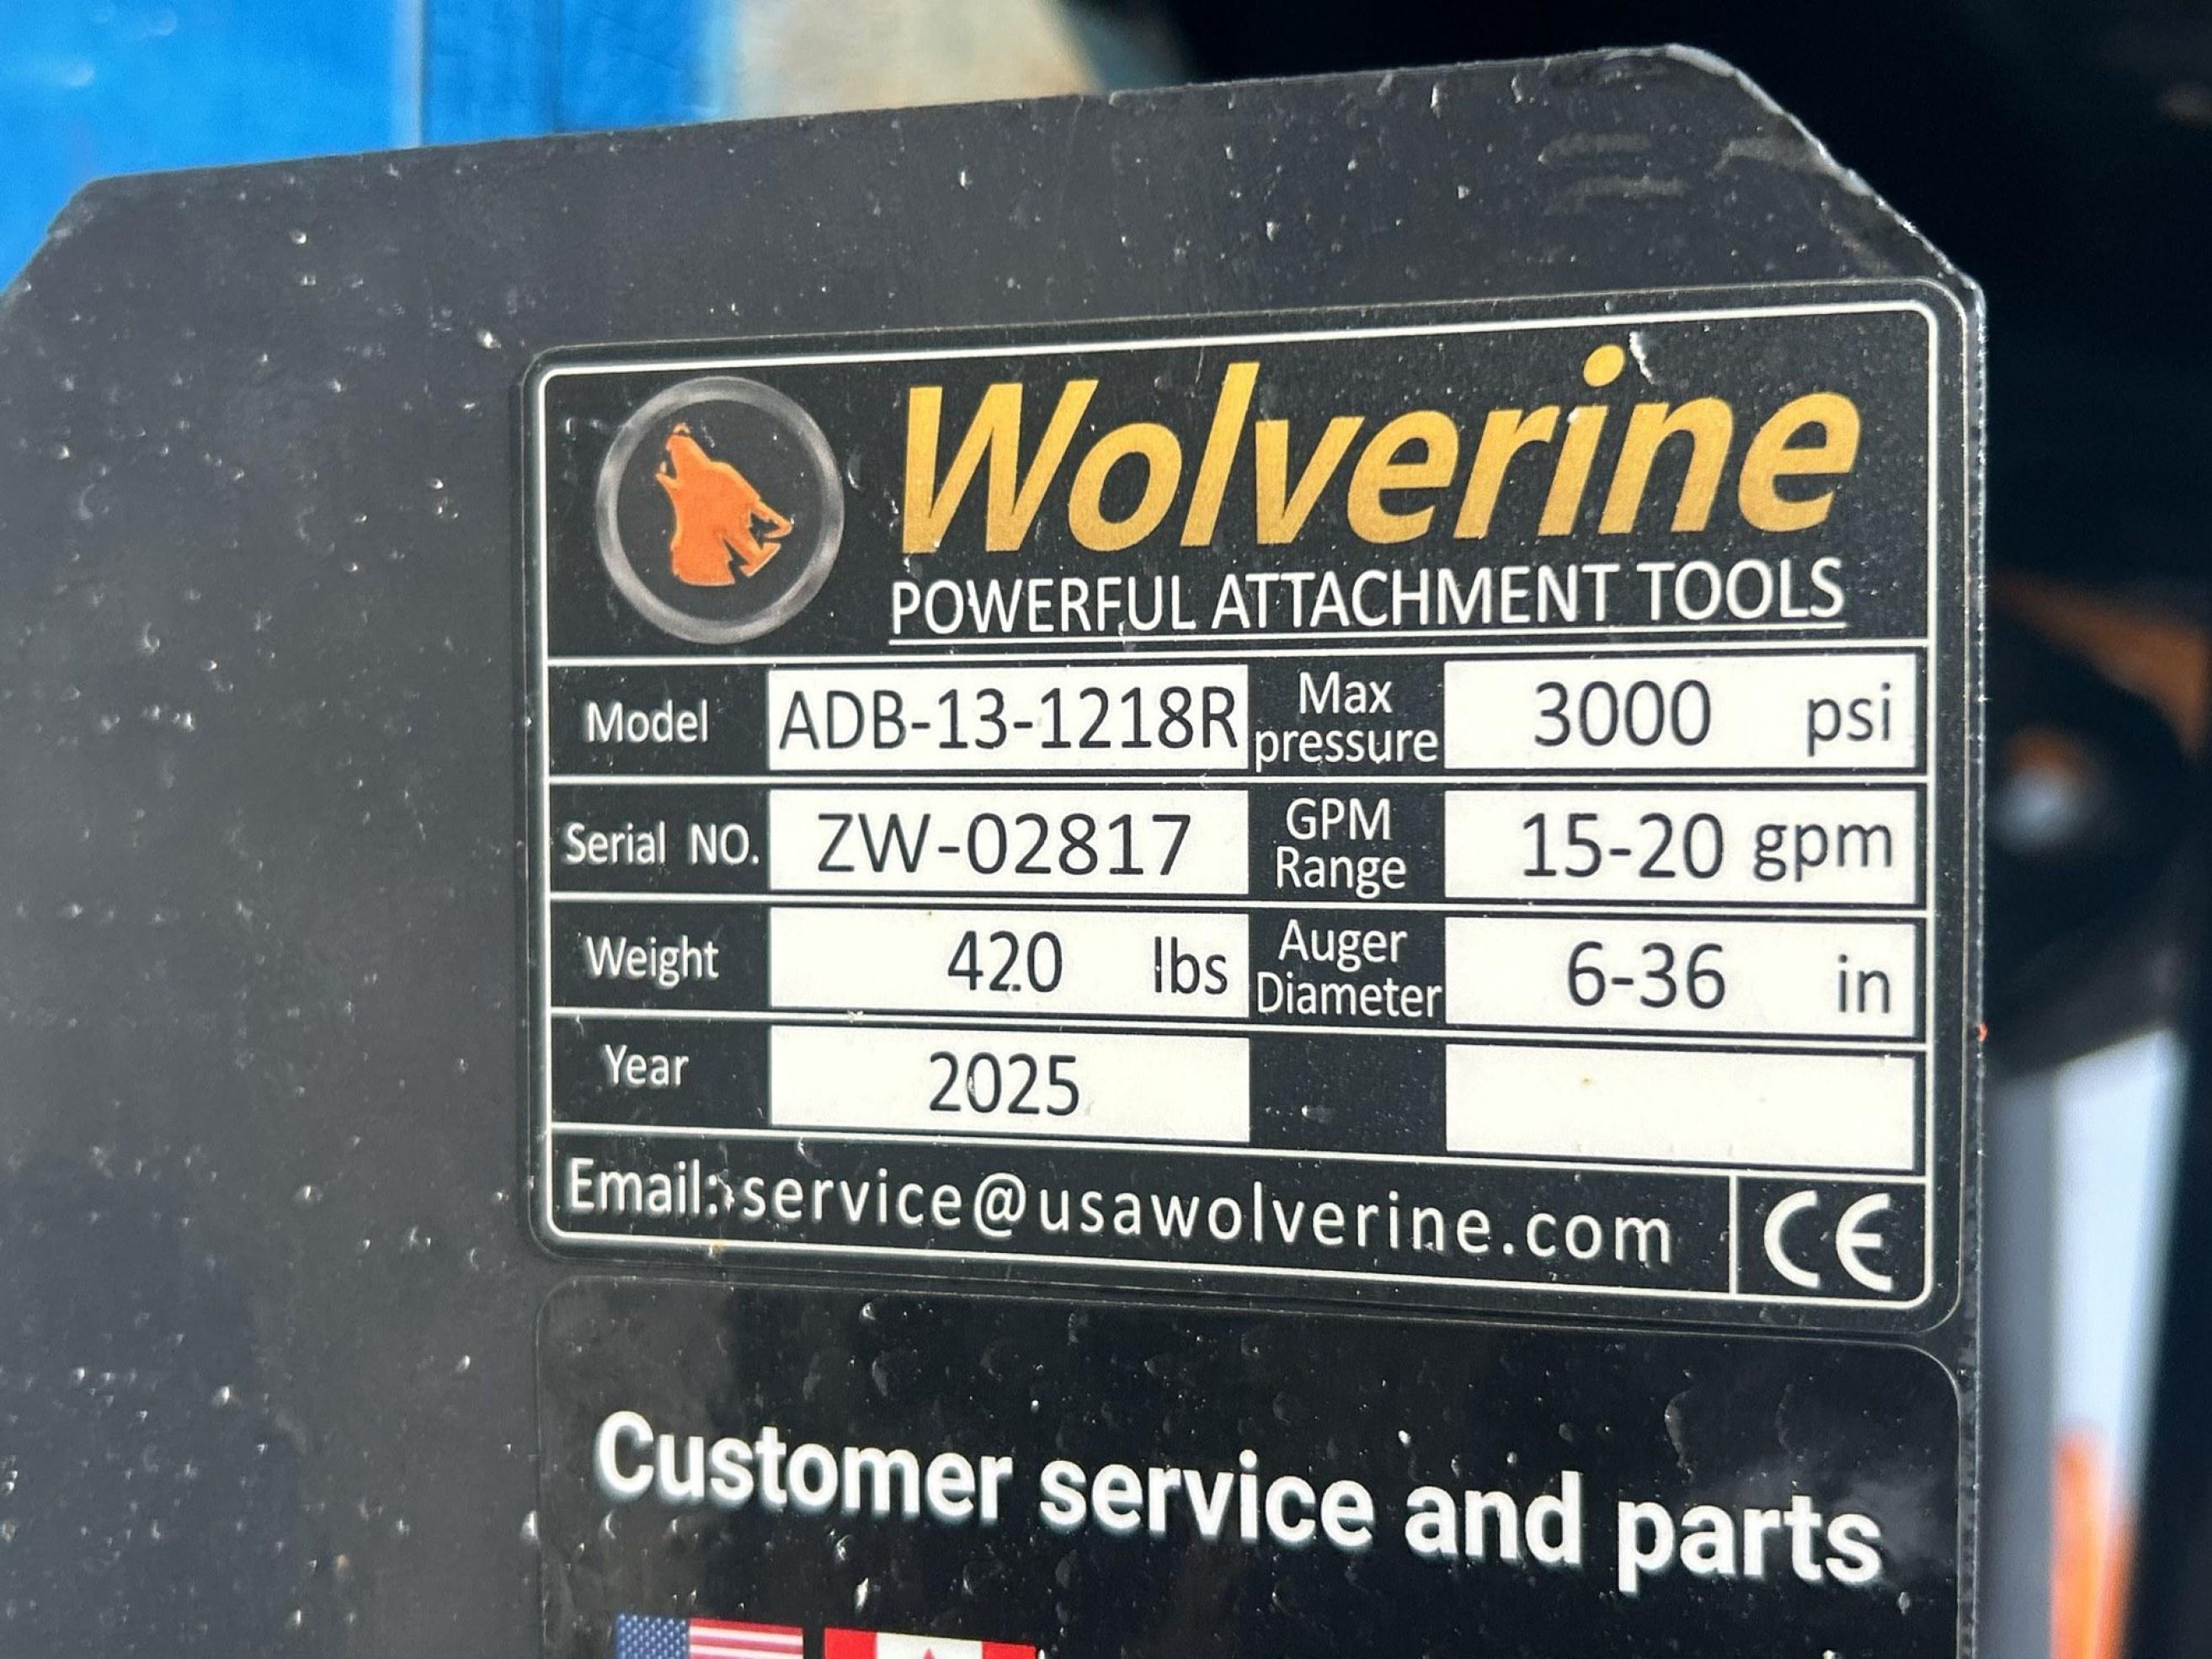 Wolverine
POWERFUL ATTACHMENT TOOLS
Model ADB-13-1218R Max pressure 3000 psi
Serial NO. ZW-02817 GPM Range 15-20 gpm
Weight 420 lbs Auger Diameter 6-36 in
Year 2025
Email: service@usawolverine.com CE
Customer service and parts